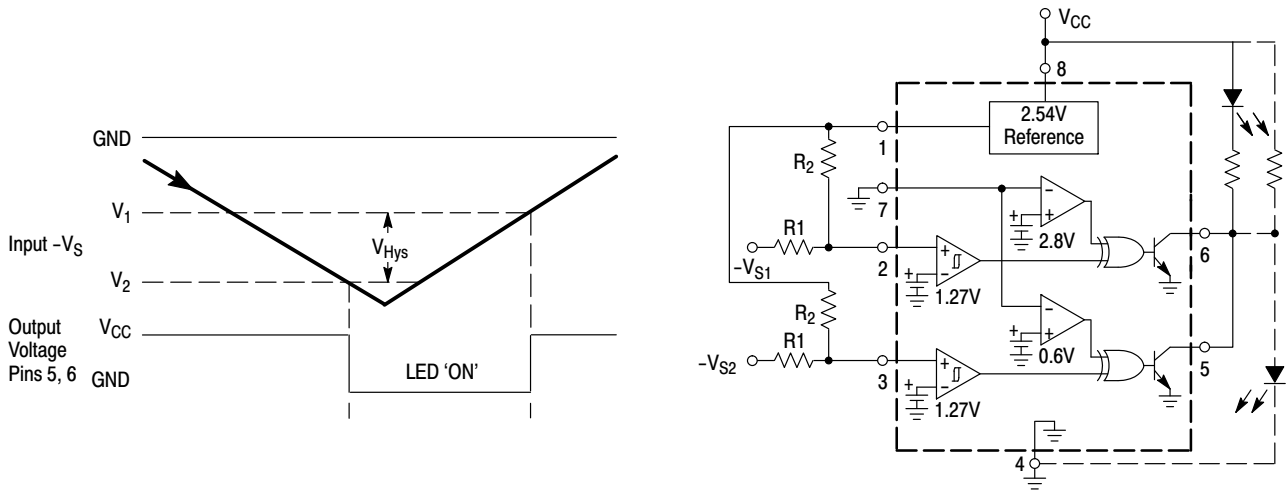 GND
V1
Input –VS
VHys
V2
Output
Voltage
Pins 5, 6
VCC
GND
LED 'ON'
VCC
8
2.54V
Reference
1
R2
7
–
+
+
2.8V
R1
–VS1
2
+
–
+
1.27V
6
R2
–
+
+
0.6V
R1
–VS2
3
+
–
+
1.27V
5
4